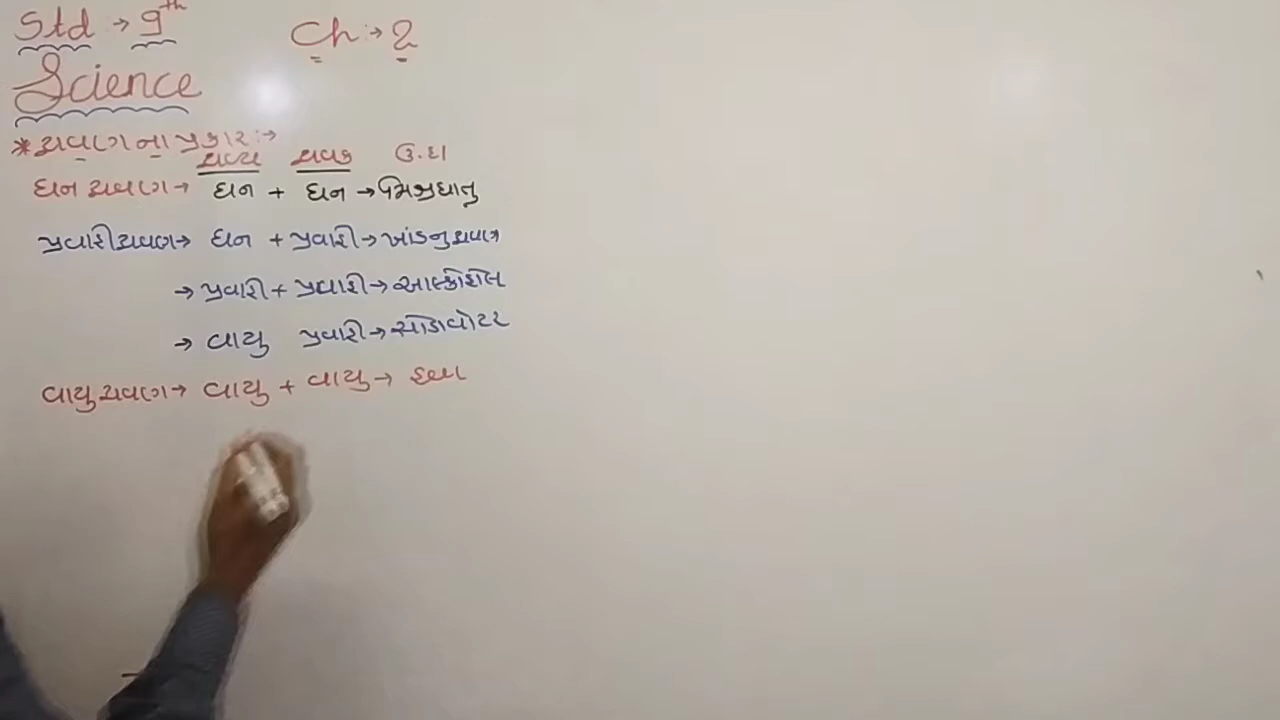 Std → 9th
Ch :→ 2
Science
* દ્રાવણ ના પ્રકાર :→
દ્રાવ્ય દ્રાવક ઉ.દા
ઘન દ્રાવણ → ઘન + ઘન → મિશ્રધાતુ
પ્રવાહી દ્રાવણ → ઘન + પ્રવાહી → ખાંડનુ દ્રાવણ
→ પ્રવાહી + પ્રવાહી → આલ્કોહોલ
→ વાયુ પ્રવાહી → સોડાવોટર
વાયુ દ્રાવણ → વાયુ + વાયુ → હવા